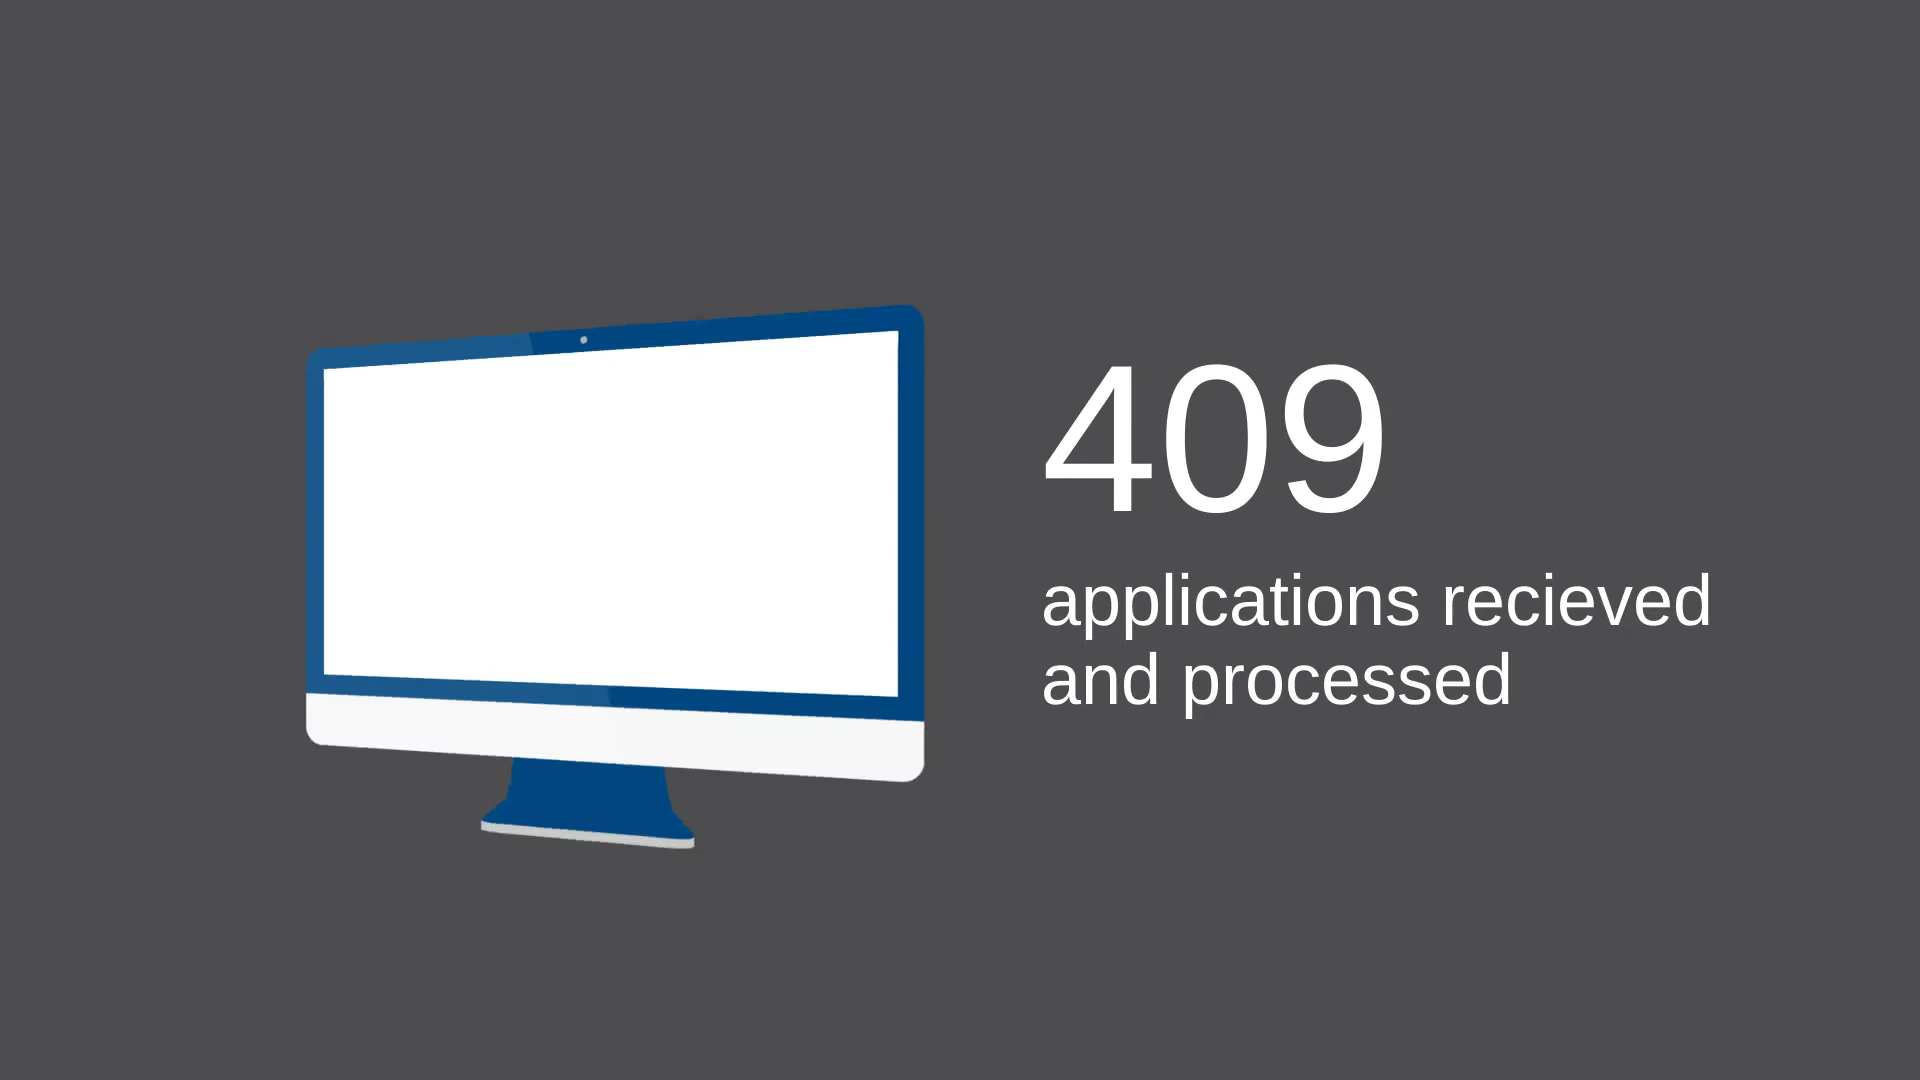 409
applications recieved
and processed